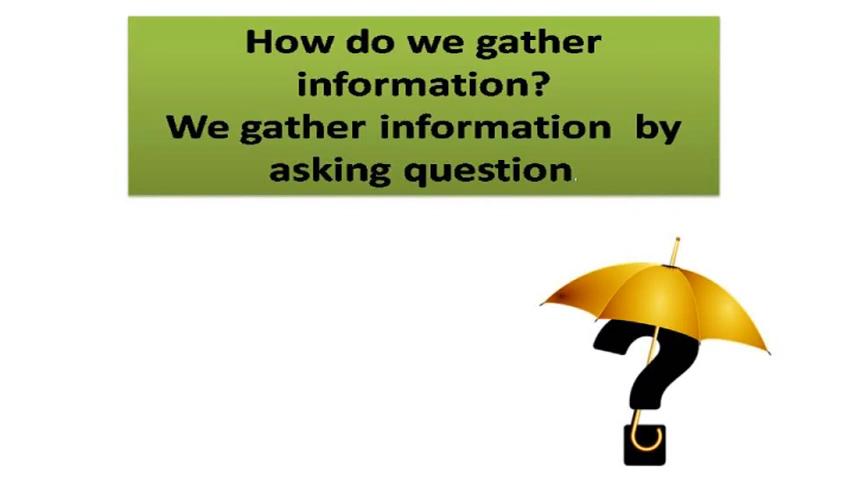 How do we gather
information?
We gather information by
asking question.